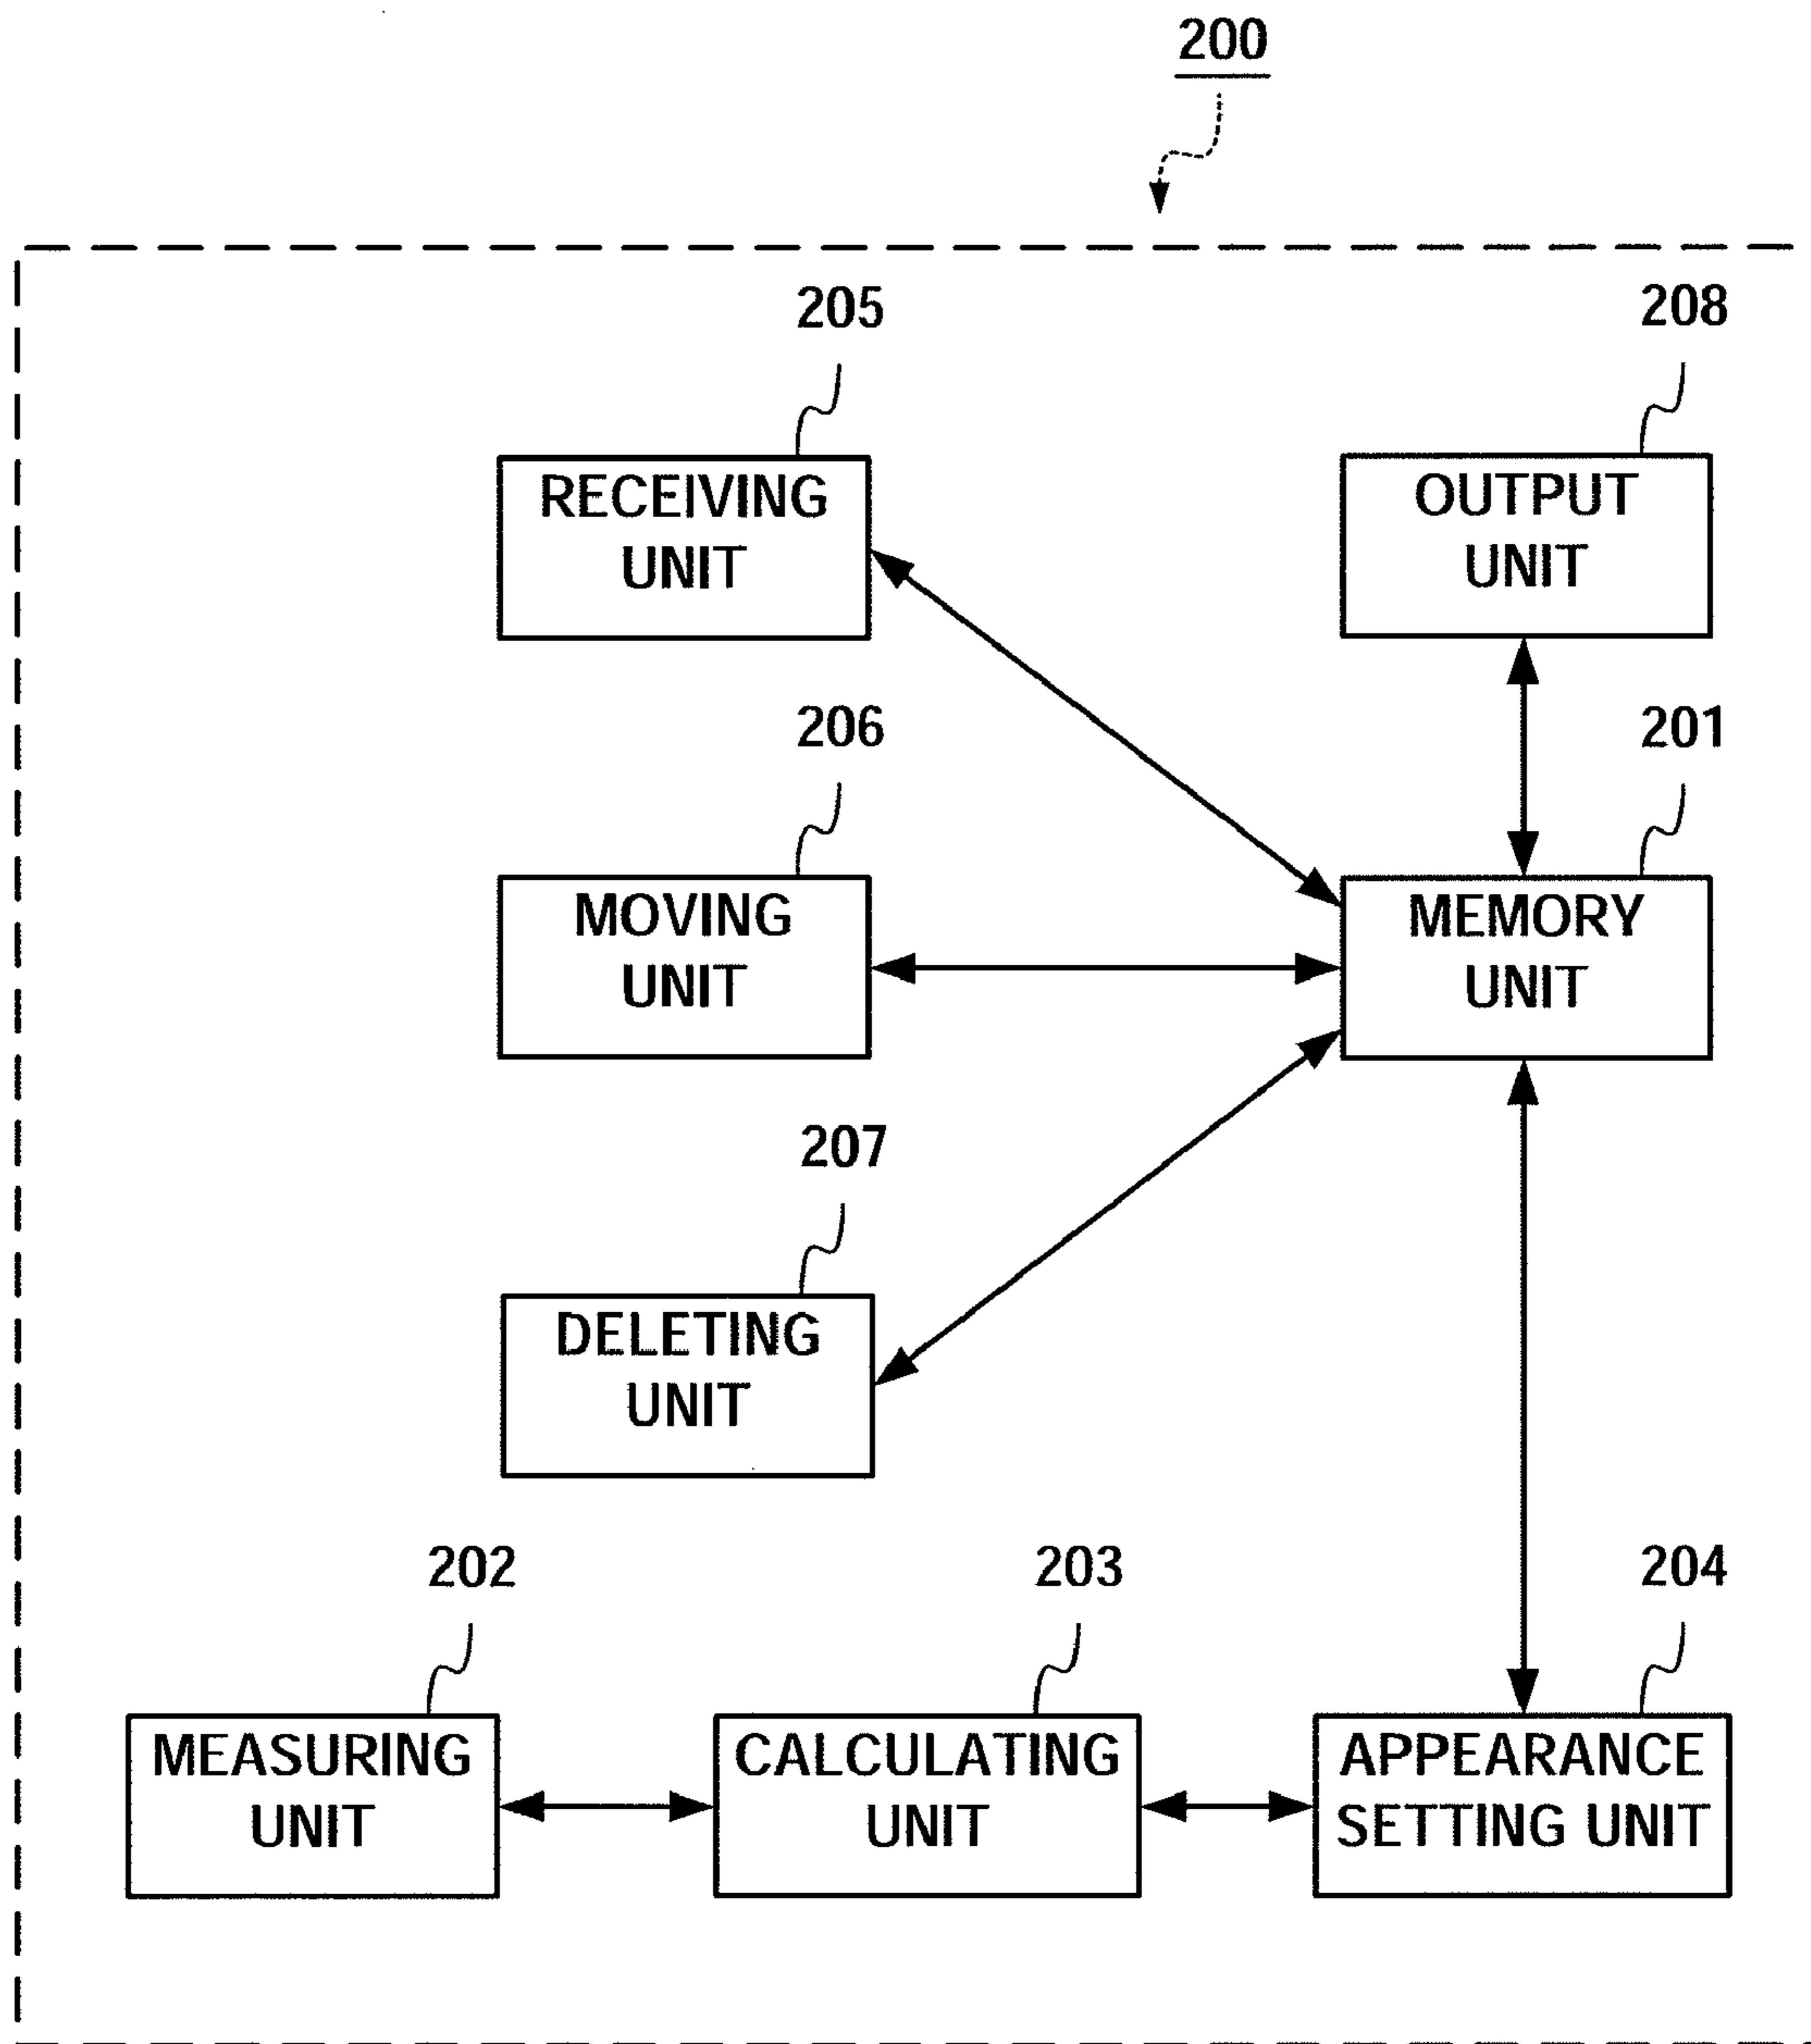 200
205
208
RECEIVING
UNIT
OUTPUT
UNIT
206
201
MOVING
UNIT
MEMORY
UNIT
207
DELETING
UNIT
202
203
204
MEASURING
UNIT
CALCULATING
UNIT
APPEARANCE
SETTING UNIT